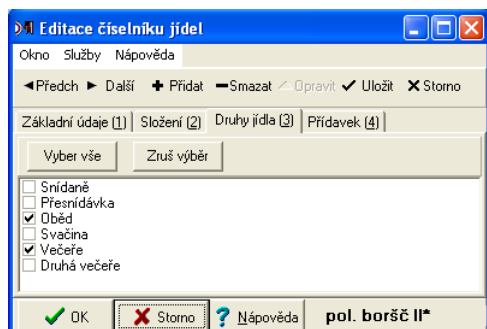 Editace číselníku jídel
Okno Služby Nápověda
Předch Další Přidat Smazat Opravit Uložit Storno
Základní údaje (1) Složení (2) Druhy jídla (3) Přídavek (4)
Vyber vše Zruš výběr
Snídaně
Přesnídávka
Oběd
Svačina
Večeře
Druhá večeře
OK Storno Nápověda pol. boršč II*